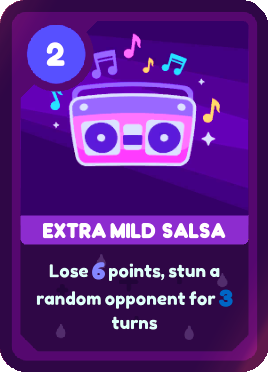 2
EXTRA MILD SALSA
Lose 6 points, stun a
random opponent for 3
turns